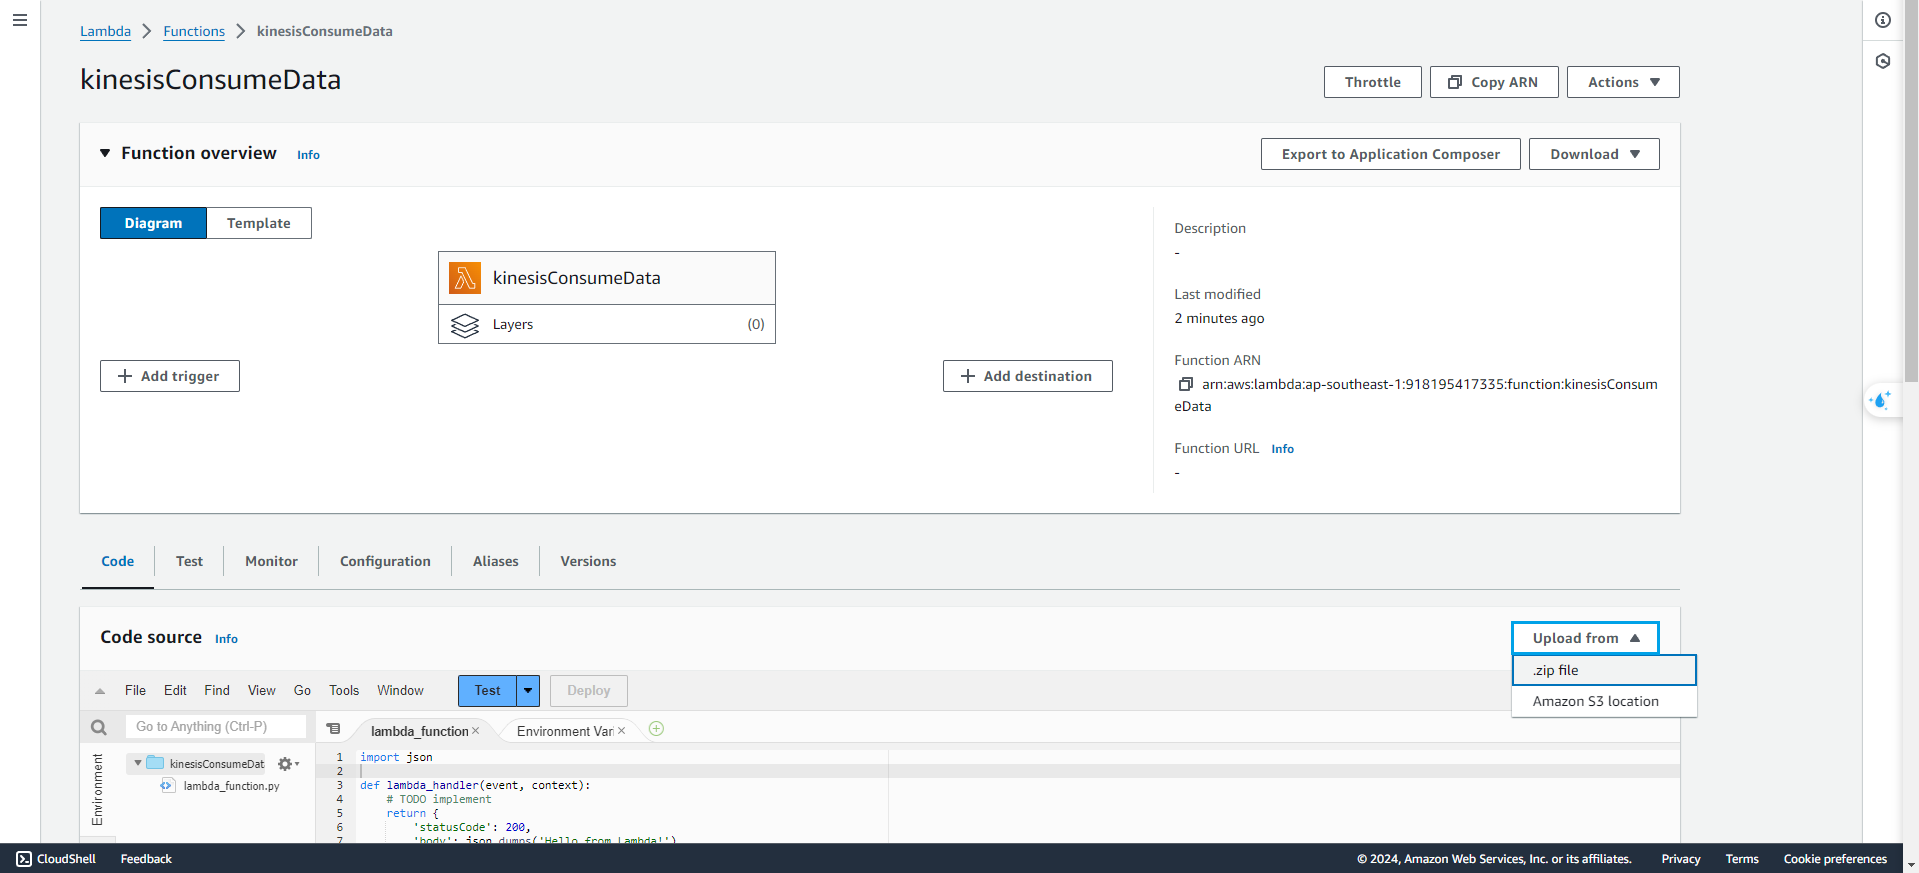 Lambda > Functions > kinesisConsumeData
kinesisConsumeData
Throttle Copy ARN Actions
Function overview Info
Export to Application Composer Download
Diagram Template
kinesisConsumeData
Layers (0)
+ Add trigger
+ Add destination
Description
-
Last modified
2 minutes ago
Function ARN
arn:aws:lambda:ap-southeast-1:918195417335:function:kinesisConsum
eData
Function URL Info
-
Code Test Monitor Configuration Aliases Versions
Code source Info
Upload from
.zip file
Amazon S3 location
File Edit Find View Go Tools Window Test Deploy
Go to Anything (Ctrl-P)
lambda_function × Environment Vari ×
Environment
kinesisConsumeDat
lambda_function.py
1 import json
2
3 def lambda_handler(event, context):
4 # TODO implement
5 return {
6 'statusCode': 200,
7 'body': json.dumps('Hello from Lambda!')
CloudShell Feedback
© 2024, Amazon Web Services, Inc. or its affiliates. Privacy Terms Cookie preferences